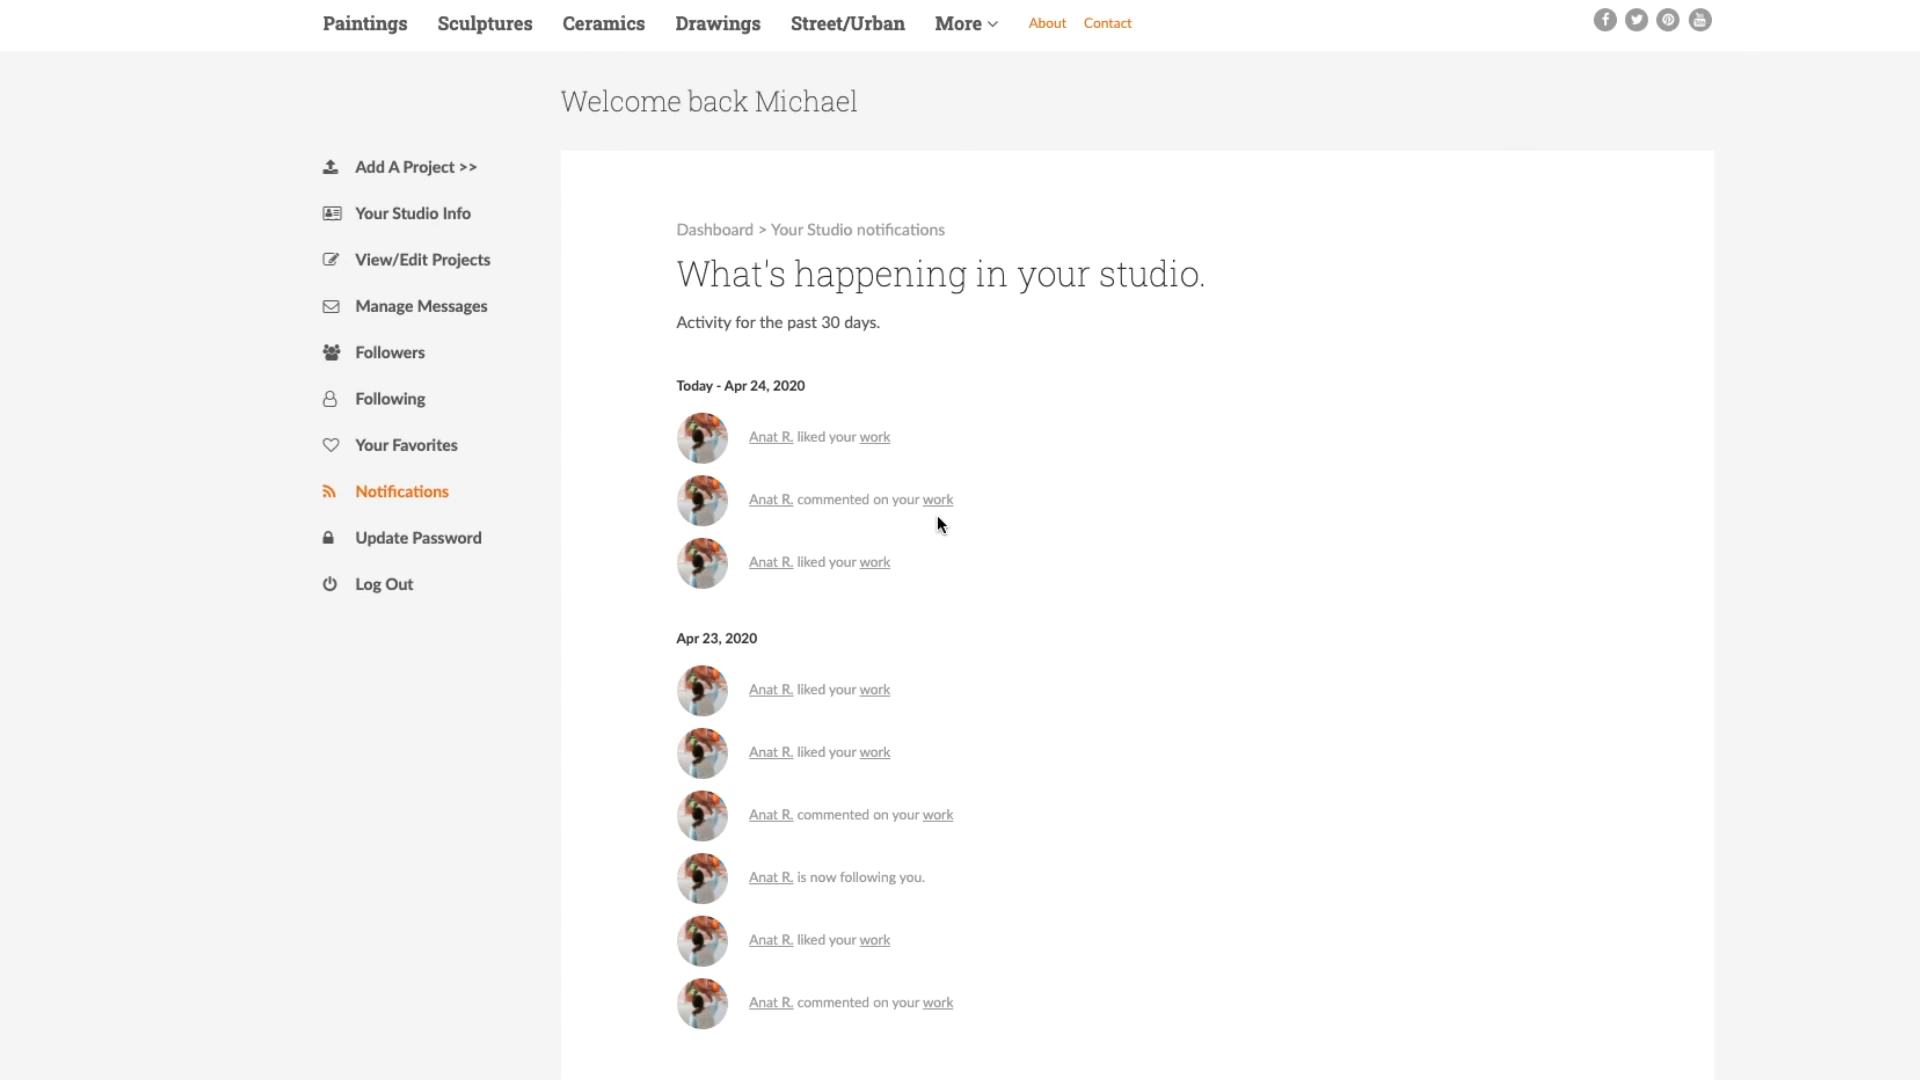 Paintings Sculptures Ceramics Drawings Street/Urban More About Contact
Welcome back Michael
Add A Project >>
Your Studio Info
View/Edit Projects
Manage Messages
Followers
Following
Your Favorites
Notifications
Update Password
Log Out
Dashboard > Your Studio notifications
What's happening in your studio.
Activity for the past 30 days.
Today - Apr 24, 2020
Anat R. liked your work
Anat R. commented on your work
Anat R. liked your work
Apr 23, 2020
Anat R. liked your work
Anat R. liked your work
Anat R. commented on your work
Anat R. is now following you.
Anat R. liked your work
Anat R. commented on your work